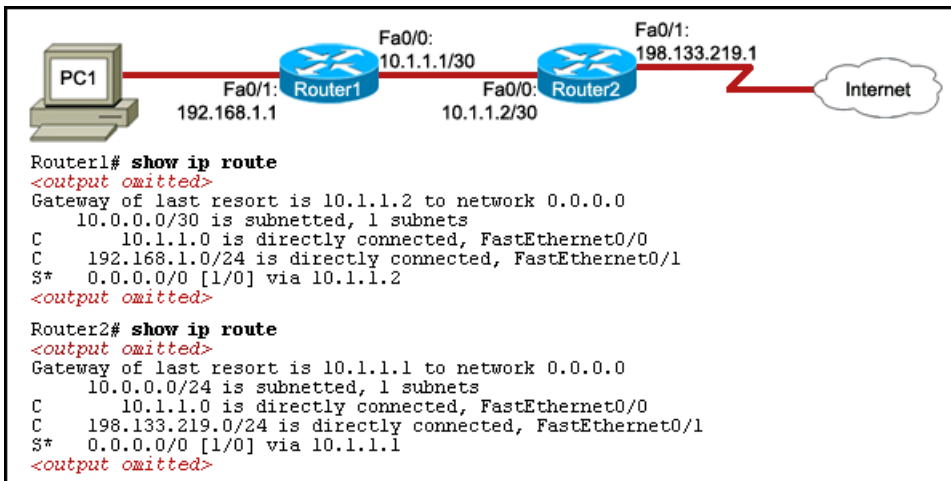 Fa0/0:
10.1.1.1/30
Fa0/1:
198.133.219.1
PC1
Router1
Router2
Internet
Fa0/1:
192.168.1.1
Fa0/0:
10.1.1.2/30
Router1# show ip route
<output omitted>
Gateway of last resort is 10.1.1.2 to network 0.0.0.0
10.0.0.0/30 is subnetted, 1 subnets
C 10.1.1.0 is directly connected, FastEthernet0/0
C 192.168.1.0/24 is directly connected, FastEthernet0/1
S* 0.0.0.0/0 [1/0] via 10.1.1.2
<output omitted>
Router2# show ip route
<output omitted>
Gateway of last resort is 10.1.1.1 to network 0.0.0.0
10.0.0.0/24 is subnetted, 1 subnets
C 10.1.1.0 is directly connected, FastEthernet0/0
C 198.133.219.0/24 is directly connected, FastEthernet0/1
S* 0.0.0.0/0 [1/0] via 10.1.1.1
<output omitted>